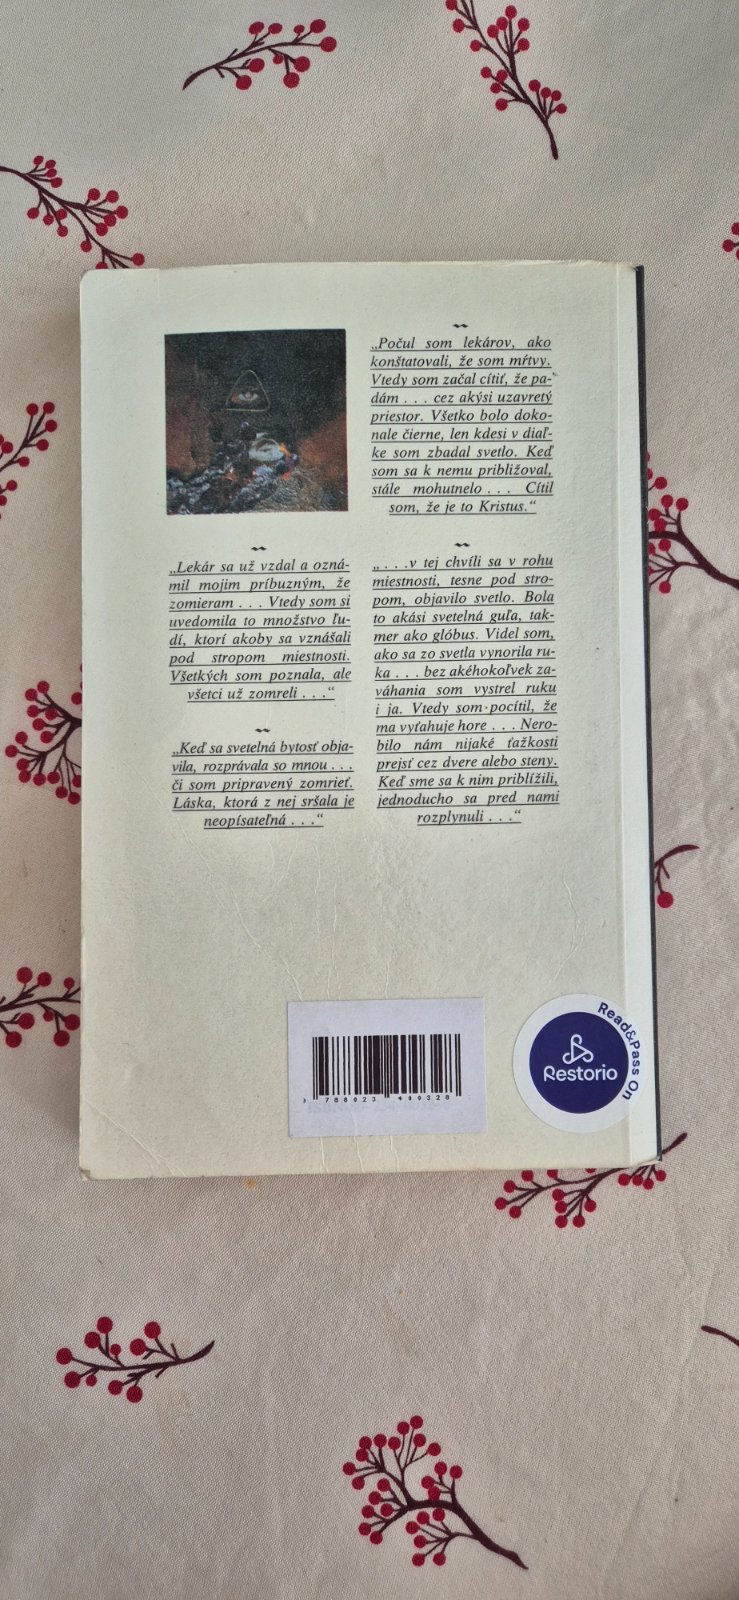 „Počul som lekárov, ako
konštatovali, že som mŕtvy.
Vtedy som začal cítiť, že pa-
dám . . . cez akýsi uzavretý
priestor. Všetko bolo doko-
nale čierne, len kdesi v diaľ-
ke som zbadal svetlo. Keď
som sa k nemu približoval,
stále mohutnelo . . . Cítil
som, že je to Kristus.“
„Lekár sa už vzdal a ozná-
mil mojim príbuzným, že
zomieram . . . Vtedy som si
uvedomila to množstvo ľu-
dí, ktorí akoby sa vznášali
pod stropom miestnosti.
Všetkých som poznala, ale
všetci už zomreli . . .“
„Keď sa svetelná bytosť obja-
vila, rozprávala so mnou . . .
či som pripravený zomrieť.
Láska, ktorá z nej sršala je
neopísateľná . . .“
„. . .v tej chvíli sa v rohu
miestnosti, tesne pod stro-
pom, objavilo svetlo. Bola
to akási svetelná guľa, tak-
mer ako glóbus. Videl som,
ako sa zo svetla vynorila ru-
ka . . . bez akéhokoľvek za-
váhania som vystrel ruku
i ja. Vtedy som pocítil, že
ma vyťahuje hore . . . Nero-
bilo nám nijaké ťažkosti
prejsť cez dvere alebo steny.
Keď sme sa k nim priblížili,
jednoducho sa pred nami
rozplynuli . . .“
9 788023 400328
Read&Pass On
Restorio